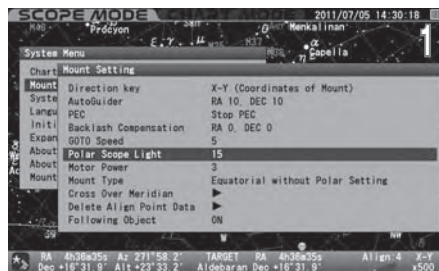 SCOPE MODE
2011/07/05 14:30:18
Procyon
Menkalinan
Capella
1
System Menu
Chart
Mount
Syste
Langu
Initi
Expan
About
About
Mount
Mount Setting
Direction key X-Y (Coordinates of Mount)
AutoGuider RA 10, DEC 10
PEC Stop PEC
Backlash Compensation RA 0, DEC 0
GOTO Speed 5
Polar Scope Light 15
Motor Power 3
Mount Type Equatorial without Polar Setting
Cross Over Meridian ▶
Delete Align Point Data ▶
Following Object ON
RA 4h36m35s Az 271°58.2' TARGET RA 4h36m35s Align:4 X-Y
Dec +16°31.9' Alt +23°33.2' Aldebaran Dec +16°31.9' x500